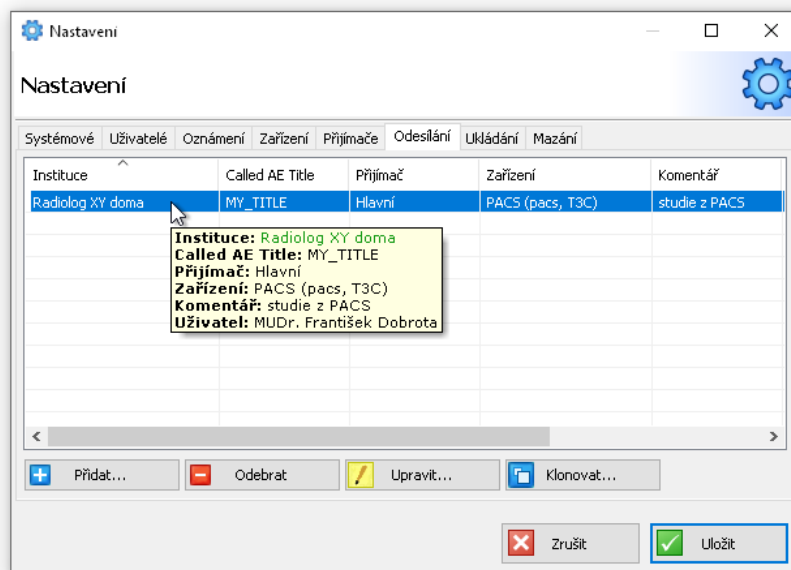 Nastavení
Nastavení
Systémové Uživatelé Oznámení Zařízení Přijímače Odesílání Ukládání Mazání
Instituce Called AE Title Přijímač Zařízení Komentář
Radiolog XY doma MY_TITLE Hlavní PACS (pacs, T3C) studie z PACS
Instituce: Radiolog XY doma
Called AE Title: MY_TITLE
Přijímač: Hlavní
Zařízení: PACS (pacs, T3C)
Komentář: studie z PACS
Uživatel: MUDr. František Dobrota
Přidat... Odebrat Upravit... Klonovat...
Zrušit Uložit